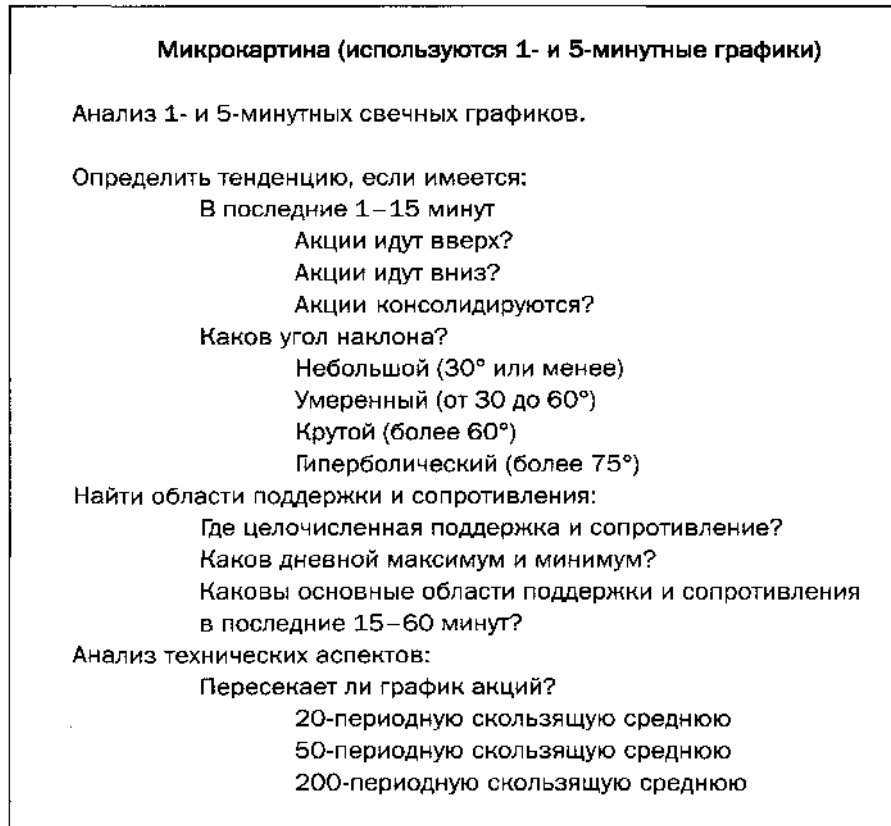 Микрокартина (используются 1- и 5-минутные графики)
Анализ 1- и 5-минутных свечных графиков.
Определить тенденцию, если имеется:
В последние 1–15 минут
Акции идут вверх?
Акции идут вниз?
Акции консолидируются?
Каков угол наклона?
Небольшой (30° или менее)
Умеренный (от 30 до 60°)
Крутой (более 60°)
Гиперболический (более 75°)
Найти области поддержки и сопротивления:
Где целочисленная поддержка и сопротивление?
Каков дневной максимум и минимум?
Каковы основные области поддержки и сопротивления
в последние 15–60 минут?
Анализ технических аспектов:
Пересекает ли график акций?
20-периодную скользящую среднюю
50-периодную скользящую среднюю
200-периодную скользящую среднюю